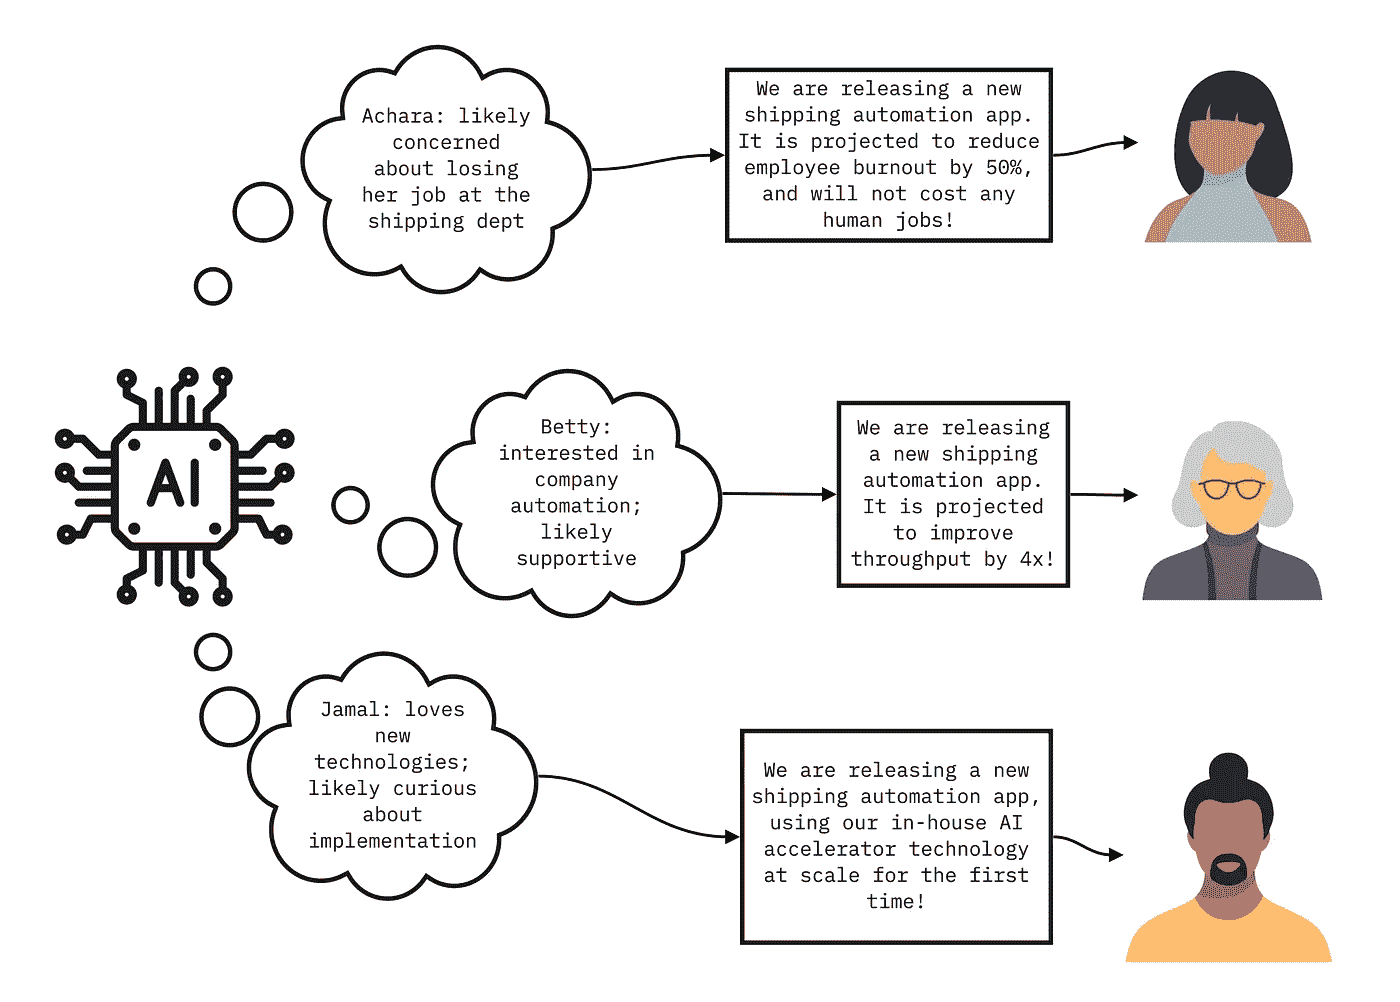 Achara: likely
concerned
about losing
her job at the
shipping dept
We are releasing a new
shipping automation app.
It is projected to reduce
employee burnout by 50%,
and will not cost any
human jobs!
AI
Betty:
interested in
company
automation;
likely
supportive
We are releasing
a new shipping
automation app.
It is projected
to improve
throughput by 4x!
Jamal: loves
new
technologies;
likely curious
about
implementation
We are releasing a new
shipping automation app,
using our in-house AI
accelerator technology
at scale for the first
time!